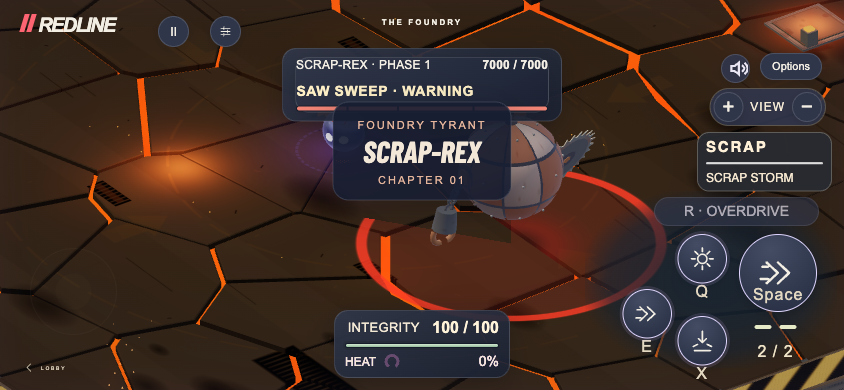 REDLINE
THE FOUNDRY
SCRAP-REX · PHASE 1 7000 / 7000
SAW SWEEP · WARNING
FOUNDRY TYRANT
SCRAP-REX
CHAPTER 01
Options
+ VIEW −
SCRAP
SCRAP STORM
R · OVERDRIVE
Q
Space
E
X
2 / 2
INTEGRITY 100 / 100
HEAT 0%
LOBBY